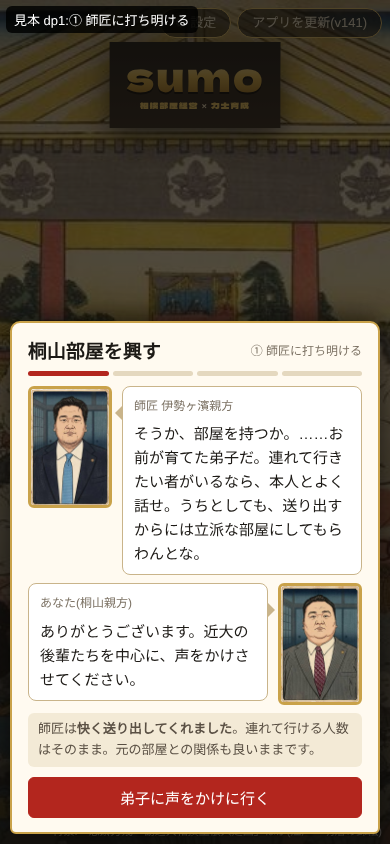 見本 dp1:① 師匠に打ち明ける
設定
アプリを更新(v141)
sumo
相撲部屋経営 × 力士育成
桐山部屋を興す
① 師匠に打ち明ける
師匠 伊勢ヶ濱親方
そうか、部屋を持つか。……お
前が育てた弟子だ。連れて行き
たい者がいるなら、本人とよく
話せ。うちとしても、送り出す
からには立派な部屋にしてもら
わんとな。
あなた(桐山親方)
ありがとうございます。近大の
後輩たちを中心に、声をかけさ
せてください。
師匠は快く送り出してくれました。連れて行ける人数
はそのまま。元の部屋との関係も良いままです。
弟子に声をかけに行く